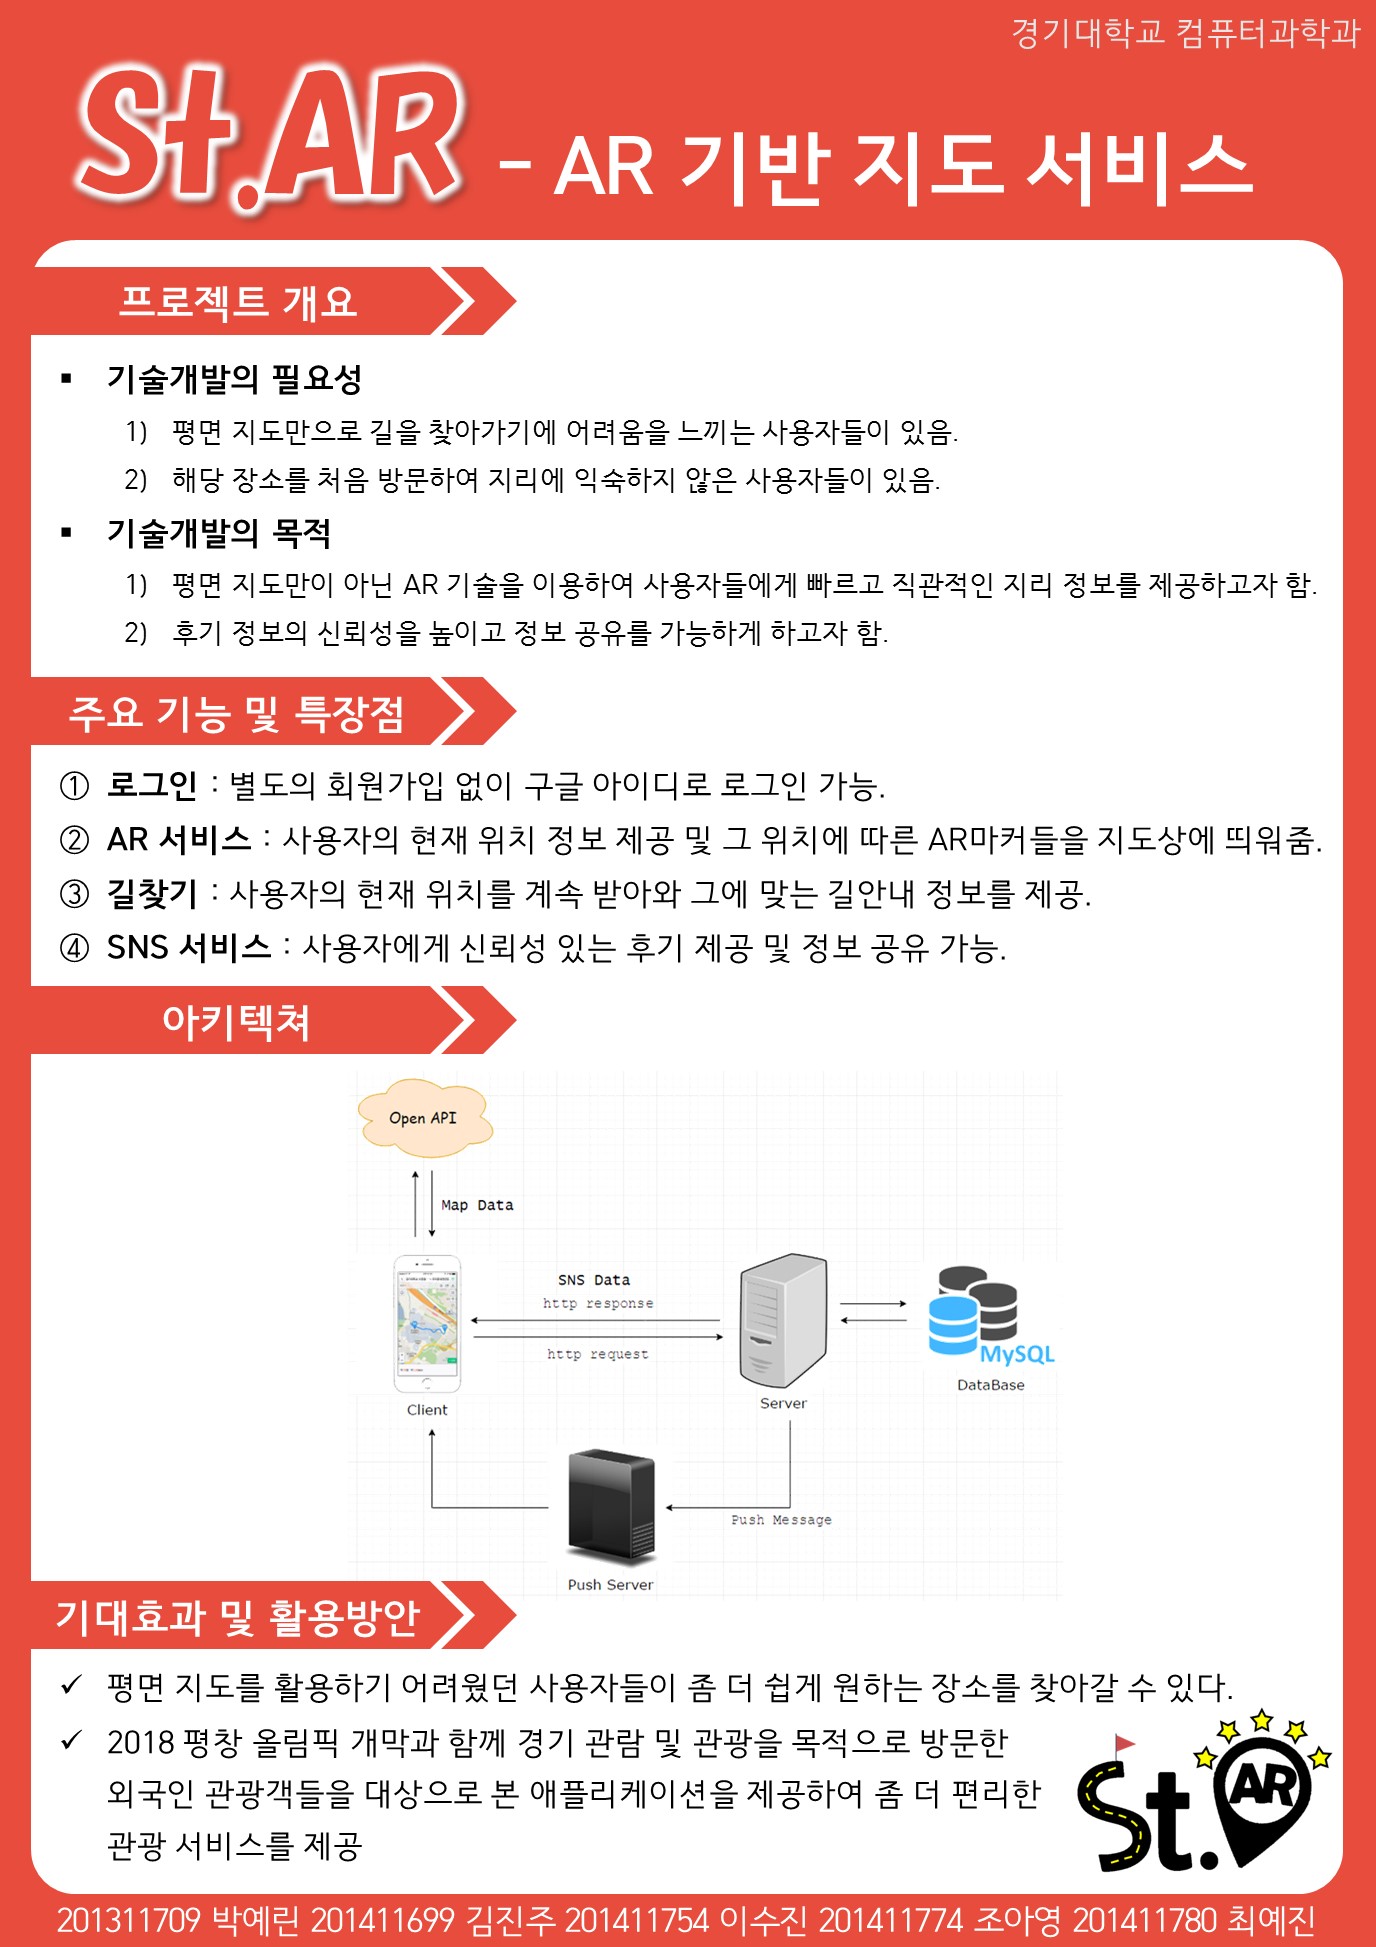 경기대학교 컴퓨터과학과
St.AR - AR 기반 지도 서비스
프로젝트 개요
▪ 기술개발의 필요성
1) 평면 지도만으로 길을 찾아가기에 어려움을 느끼는 사용자들이 있음.
2) 해당 장소를 처음 방문하여 지리에 익숙하지 않은 사용자들이 있음.
▪ 기술개발의 목적
1) 평면 지도만이 아닌 AR 기술을 이용하여 사용자들에게 빠르고 직관적인 지리 정보를 제공하고자 함.
2) 후기 정보의 신뢰성을 높이고 정보 공유를 가능하게 하고자 함.
주요 기능 및 특장점
① 로그인 : 별도의 회원가입 없이 구글 아이디로 로그인 가능.
② AR 서비스 : 사용자의 현재 위치 정보 제공 및 그 위치에 따른 AR마커들을 지도상에 띄워줌.
③ 길찾기 : 사용자의 현재 위치를 계속 받아와 그에 맞는 길안내 정보를 제공.
④ SNS 서비스 : 사용자에게 신뢰성 있는 후기 제공 및 정보 공유 가능.
아키텍쳐
Open API
Map Data
SNS Data
http response
http request
MySQL
DataBase
Server
Client
Push Message
Push Server
기대효과 및 활용방안
✓ 평면 지도를 활용하기 어려웠던 사용자들이 좀 더 쉽게 원하는 장소를 찾아갈 수 있다.
✓ 2018 평창 올림픽 개막과 함께 경기 관람 및 관광을 목적으로 방문한
외국인 관광객들을 대상으로 본 애플리케이션을 제공하여 좀 더 편리한
관광 서비스를 제공
St.AR
201311709 박예린 201411699 김진주 201411754 이수진 201411774 조아영 201411780 최예진